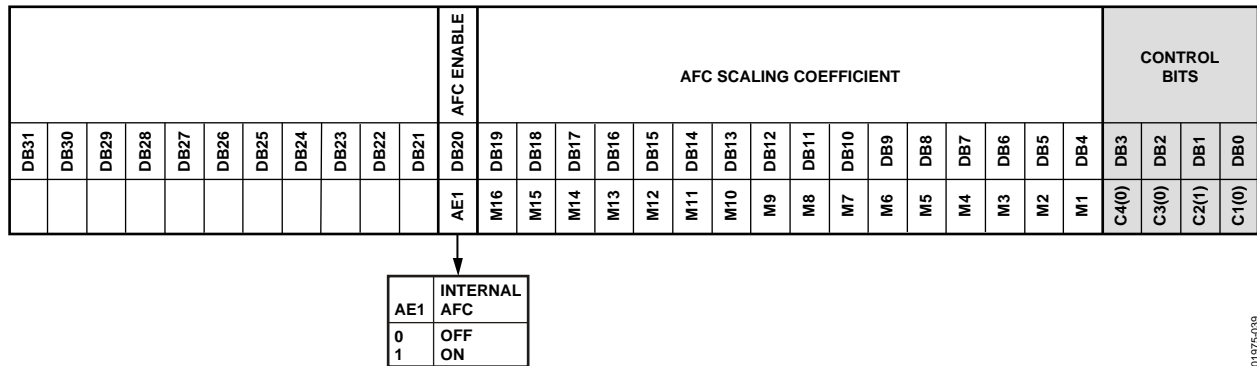 AFC ENABLE
AFC SCALING COEFFICIENT
CONTROL
BITS
DB31 DB30 DB29 DB28 DB27 DB26 DB25 DB24 DB23 DB22 DB21 DB20 DB19 DB18 DB17 DB16 DB15 DB14 DB13 DB12 DB11 DB10 DB9 DB8 DB7 DB6 DB5 DB4 DB3 DB2 DB1 DB0
AE1 M16 M15 M14 M13 M12 M11 M10 M9 M8 M7 M6 M5 M4 M3 M2 M1 C4(0) C3(0) C2(1) C1(0)
AE1 INTERNAL
AFC
0 OFF
1 ON
01975-039